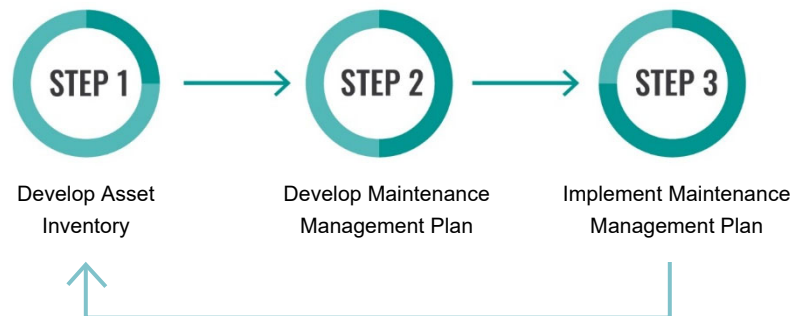 STEP 1
STEP 2
STEP 3
Develop Asset
Inventory
Develop Maintenance
Management Plan
Implement Maintenance
Management Plan